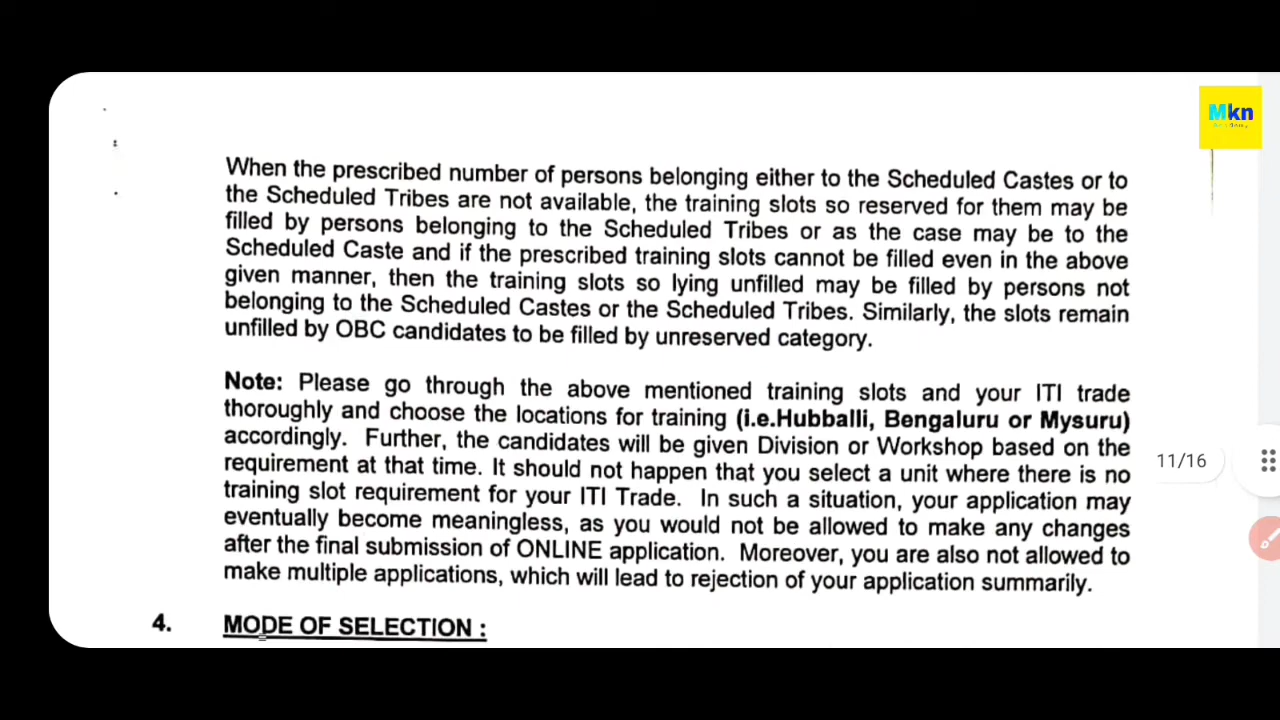 Mkn
When the prescribed number of persons belonging either to the Scheduled Castes or to
the Scheduled Tribes are not available, the training slots so reserved for them may be
filled by persons belonging to the Scheduled Tribes or as the case may be to the
Scheduled Caste and if the prescribed training slots cannot be filled even in the above
given manner, then the training slots so lying unfilled may be filled by persons not
belonging to the Scheduled Castes or the Scheduled Tribes. Similarly, the slots remain
unfilled by OBC candidates to be filled by unreserved category.
Note: Please go through the above mentioned training slots and your ITI trade
thoroughly and choose the locations for training (i.e.Hubballi, Bengaluru or Mysuru)
accordingly. Further, the candidates will be given Division or Workshop based on the
requirement at that time. It should not happen that you select a unit where there is no
training slot requirement for your ITI Trade. In such a situation, your application may
eventually become meaningless, as you would not be allowed to make any changes
after the final submission of ONLINE application. Moreover, you are also not allowed to
make multiple applications, which will lead to rejection of your application summarily.
11/16
4. MODE OF SELECTION :